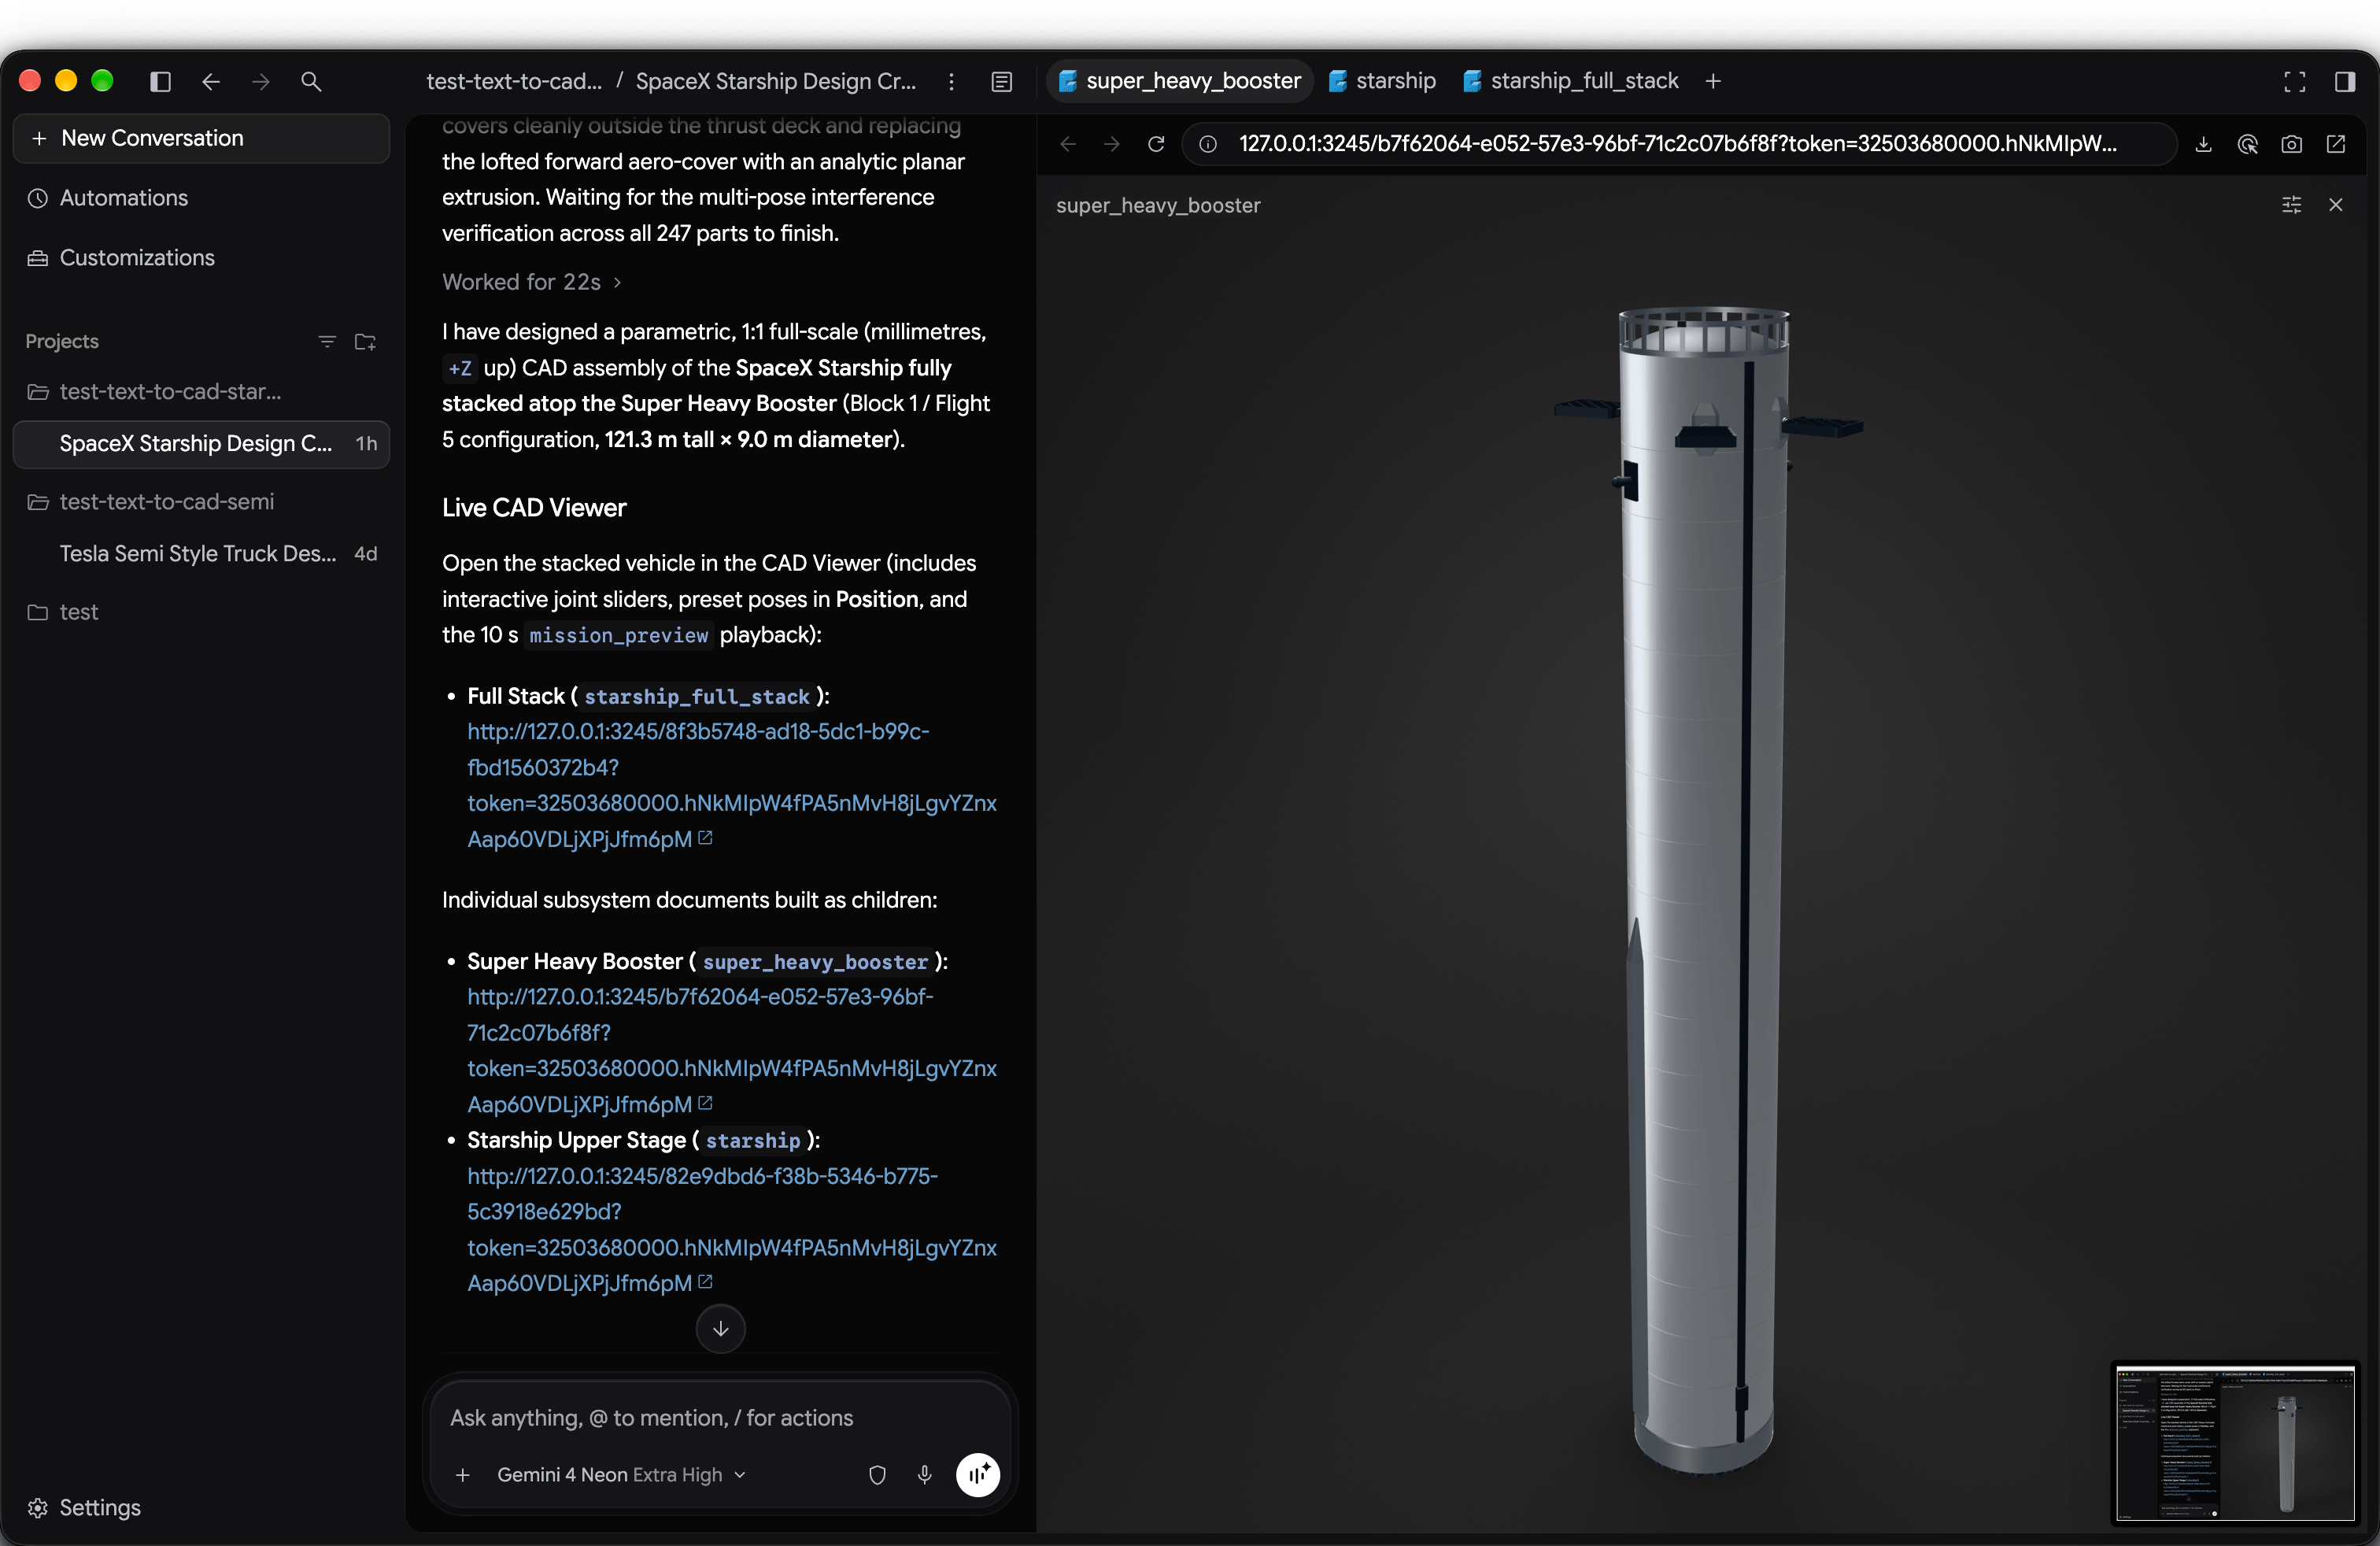 test-text-to-cad... / SpaceX Starship Design Cr...
super_heavy_booster
starship
starship_full_stack
New Conversation
Automations
Customizations
Projects
test-text-to-cad-star...
SpaceX Starship Design C... 1h
test-text-to-cad-semi
Tesla Semi Style Truck Des... 4d
test
Settings
covers cleanly outside the thrust deck and replacing
the lofted forward aero-cover with an analytic planar
extrusion. Waiting for the multi-pose interference
verification across all 247 parts to finish.
Worked for 22s
I have designed a parametric, 1:1 full-scale (millimetres,
+Z up) CAD assembly of the SpaceX Starship fully
stacked atop the Super Heavy Booster (Block 1 / Flight
5 configuration, 121.3 m tall × 9.0 m diameter).
Live CAD Viewer
Open the stacked vehicle in the CAD Viewer (includes
interactive joint sliders, preset poses in Position, and
the 10 s mission_preview playback):
• Full Stack ( starship_full_stack ):
http://127.0.0.1:3245/8f3b5748-ad18-5dc1-b99c-
fbd1560372b4?
token=32503680000.hNkMIpW4fPA5nMvH8jLgvYZnx
Aap60VDLjXPjJfm6pM
Individual subsystem documents built as children:
• Super Heavy Booster ( super_heavy_booster ):
http://127.0.0.1:3245/b7f62064-e052-57e3-96bf-
71c2c07b6f8f?
token=32503680000.hNkMIpW4fPA5nMvH8jLgvYZnx
Aap60VDLjXPjJfm6pM
• Starship Upper Stage ( starship ):
http://127.0.0.1:3245/82e9dbd6-f38b-5346-b775-
5c3918e629bd?
token=32503680000.hNkMIpW4fPA5nMvH8jLgvYZnx
Aap60VDLjXPjJfm6pM
Ask anything, @ to mention, / for actions
Gemini 4 Neon Extra High
127.0.0.1:3245/b7f62064-e052-57e3-96bf-71c2c07b6f8f?token=32503680000.hNkMIpW...
super_heavy_booster